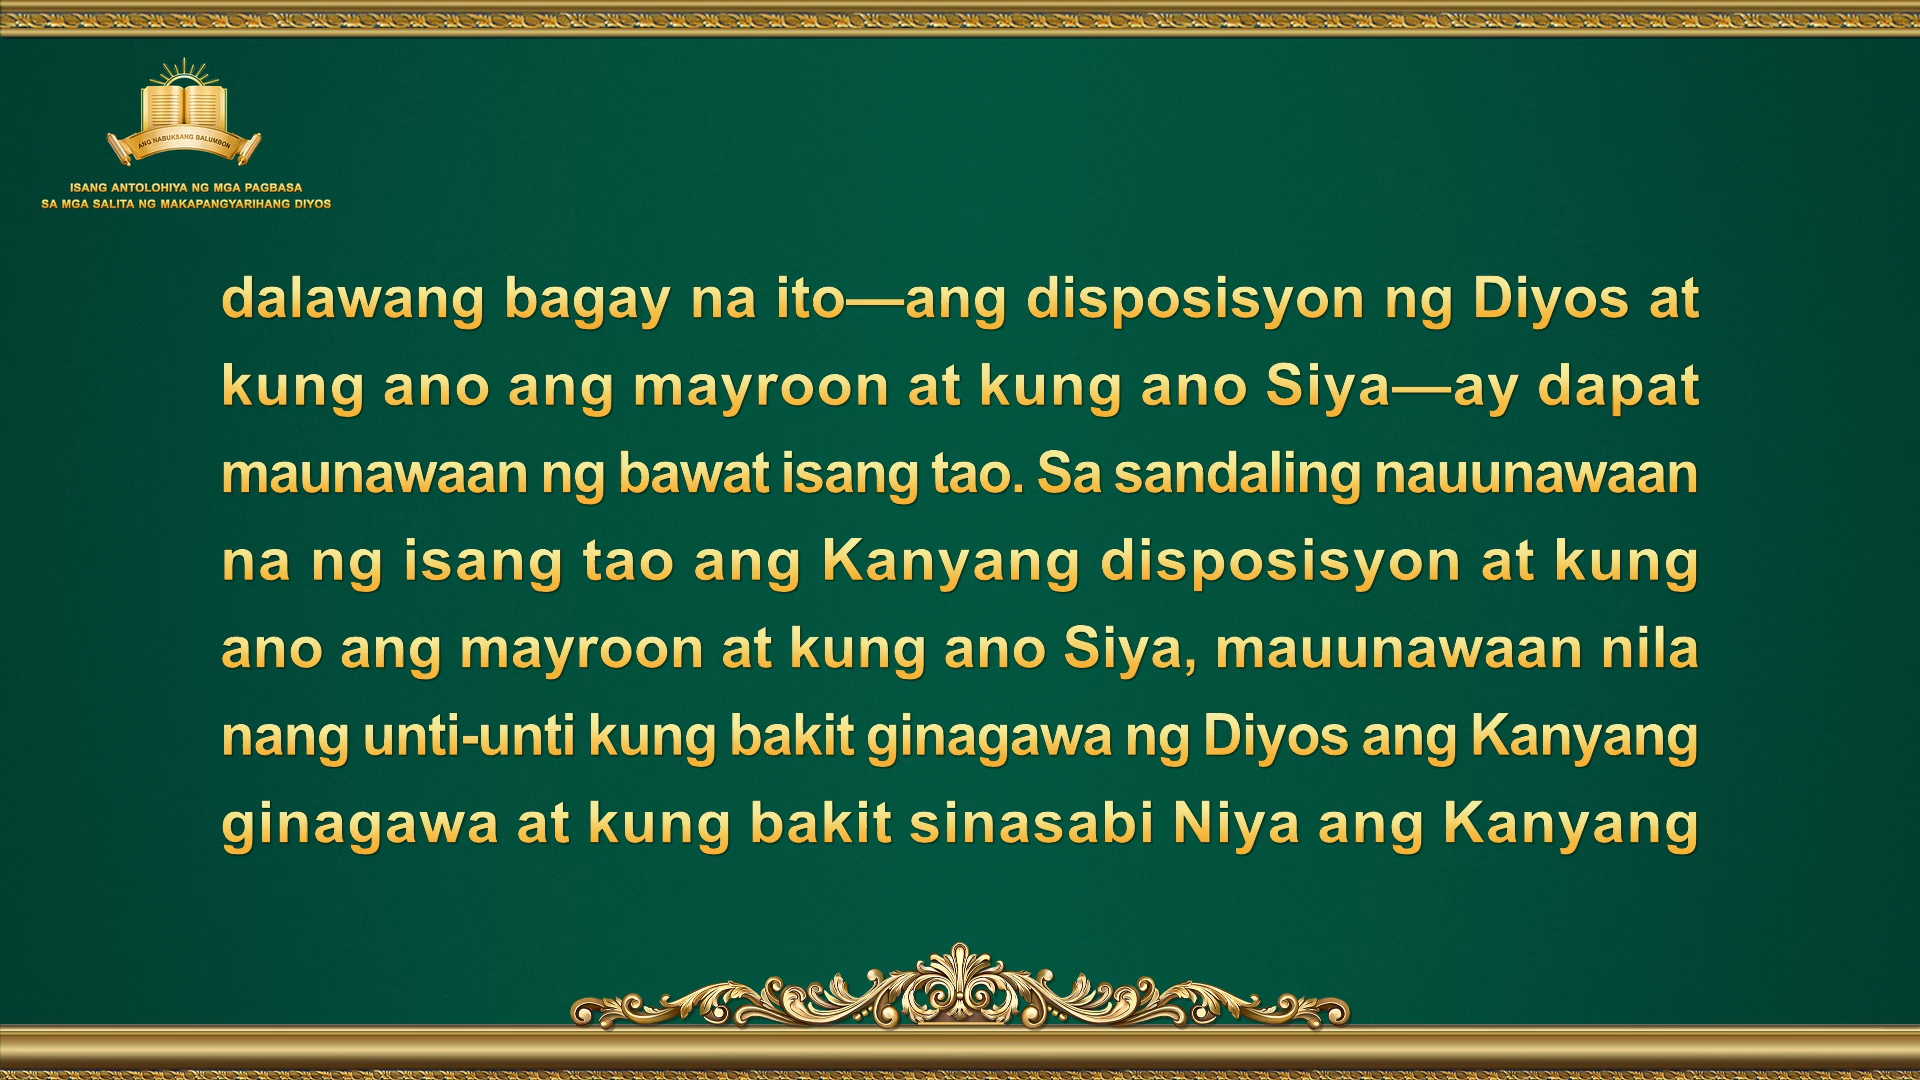 ANG NABUKSANG BALUMBON
ISANG ANTOLOHIYA NG MGA PAGBASA
SA MGA SALITA NG MAKAPANGYARIHANG DIYOS
dalawang bagay na ito—ang disposisyon ng Diyos at
kung ano ang mayroon at kung ano Siya—ay dapat
maunawaan ng bawat isang tao. Sa sandaling nauunawaan
na ng isang tao ang Kanyang disposisyon at kung
ano ang mayroon at kung ano Siya, mauunawaan nila
nang unti-unti kung bakit ginagawa ng Diyos ang Kanyang
ginagawa at kung bakit sinasabi Niya ang Kanyang